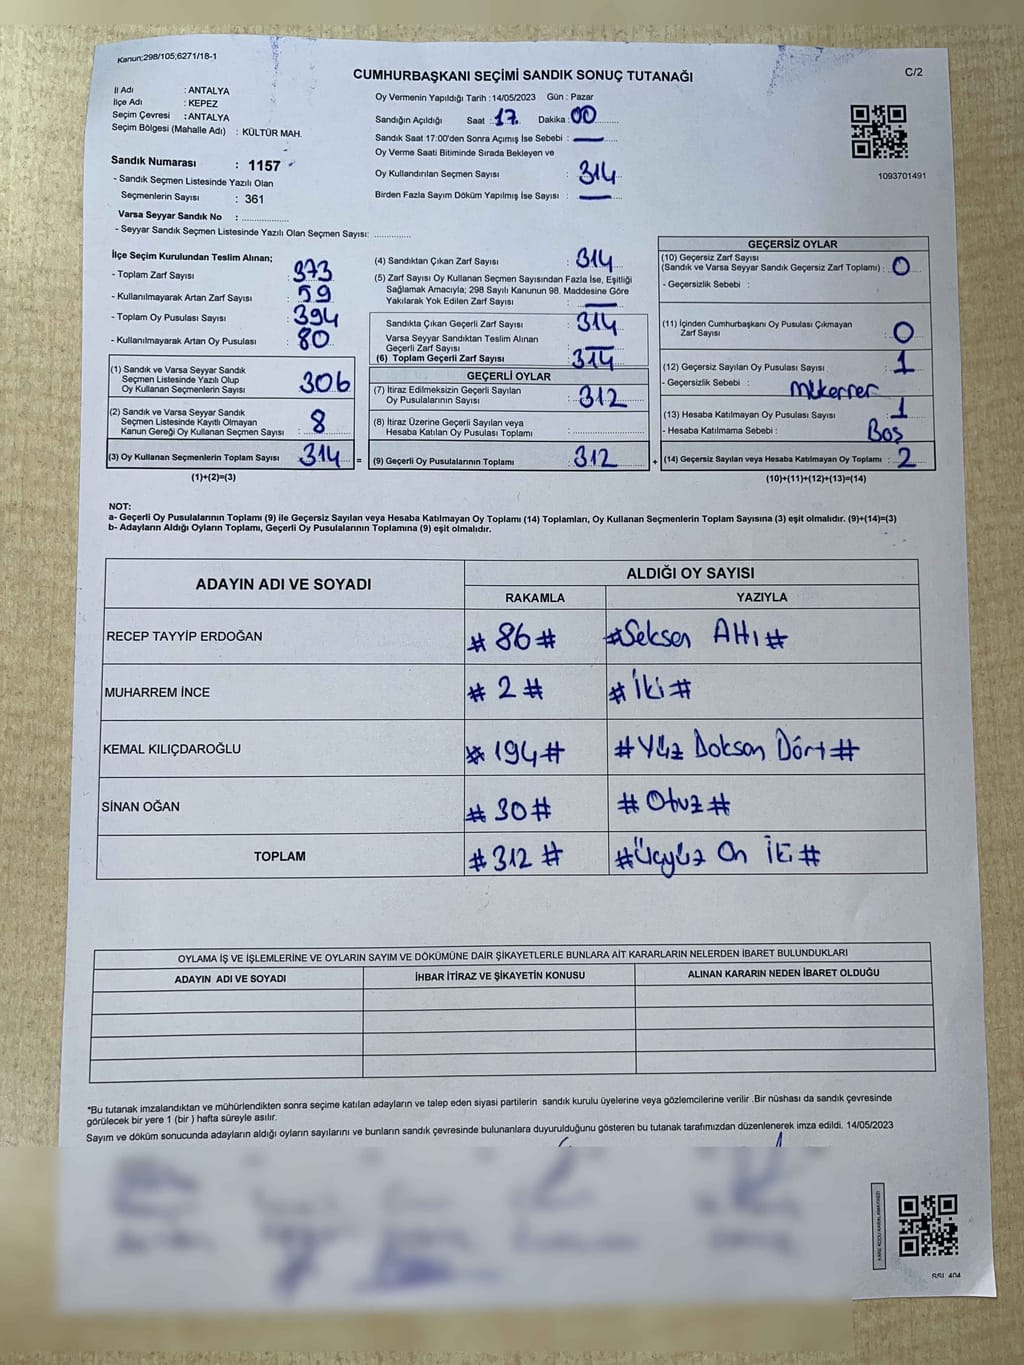 Kanun;298/105;6271/18-1
CUMHURBAŞKANI SEÇİMİ SANDIK SONUÇ TUTANAĞI
C/2
İl Adı : ANTALYA
İlçe Adı : KEPEZ
Seçim Çevresi : ANTALYA
Seçim Bölgesi (Mahalle Adı) : KÜLTÜR MAH.
Sandık Numarası : 1157
- Sandık Seçmen Listesinde Yazılı Olan
Seçmenlerin Sayısı : 361
Varsa Seyyar Sandık No : ....................
- Seyyar Sandık Seçmen Listesinde Yazılı Olan Seçmen Sayısı: ..............
Oy Vermenin Yapıldığı Tarih : 14/05/2023 Gün : Pazar
Sandığın Açıldığı Saat : 17 Dakika : 00
Sandık Saat 17:00'den Sonra Açımış İse Sebebi : —
Oy Verme Saati Bitiminde Sırada Bekleyen ve
Oy Kullandırılan Seçmen Sayısı : 314
Birden Fazla Sayım Döküm Yapılmış İse Sayısı : —
1093701491
İlçe Seçim Kurulundan Teslim Alınan;
- Toplam Zarf Sayısı : 373
- Kullanılmayarak Artan Zarf Sayısı : 59
- Toplam Oy Pusulası Sayısı : 394
- Kullanılmayarak Artan Oy Pusulası : 80
(1) Sandık ve Varsa Seyyar Sandık
Seçmen Listesinde Yazılı Olup
Oy Kullanan Seçmenlerin Sayısı : 306
(2) Sandık ve Varsa Seyyar Sandık
Seçmen Listesinde Kayıtlı Olmayan
Kanun Gereği Oy Kullanan Seçmen Sayısı : 8
(3) Oy Kullanan Seçmenlerin Toplam Sayısı : 314
(1)+(2)=(3)
(4) Sandıktan Çıkan Zarf Sayısı : 314
(5) Zarf Sayısı Oy Kullanan Seçmen Sayısından Fazla İse, Eşitliği
Sağlamak Amacıyla; 298 Sayılı Kanunun 98. Maddesine Göre
Yakılarak Yok Edilen Zarf Sayısı : —
Sandıkta Çıkan Geçerli Zarf Sayısı : 314
Varsa Seyyar Sandıktan Teslim Alınan
Geçerli Zarf Sayısı : —
(6) Toplam Geçerli Zarf Sayısı : 314
GEÇERLİ OYLAR
(7) İtiraz Edilmeksizin Geçerli Sayılan
Oy Pusulalarının Sayısı : 312
(8) İtiraz Üzerine Geçerli Sayılan veya
Hesaba Katılan Oy Pusulası Toplamı :
= (9) Geçerli Oy Pusulalarının Toplamı : 312 +
GEÇERSİZ OYLAR
(10) Geçersiz Zarf Sayısı
(Sandık ve Varsa Seyyar Sandık Geçersiz Zarf Toplamı) : 0
- Geçersizlik Sebebi :
(11) İçinden Cumhurbaşkanı Oy Pusulası Çıkmayan
Zarf Sayısı : 0
(12) Geçersiz Sayılan Oy Pusulası Sayısı : 1
- Geçersizlik Sebebi : Mükerrer
(13) Hesaba Katılmayan Oy Pusulası Sayısı : 1
- Hesaba Katılmama Sebebi : Boş
(14) Geçersiz Sayılan veya Hesaba Katılmayan Oy Toplamı : 2
(10)+(11)+(12)+(13)=(14)
NOT:
a- Geçerli Oy Pusulalarının Toplamı (9) ile Geçersiz Sayılan veya Hesaba Katılmayan Oy Toplamı (14) Toplamları, Oy Kullanan Seçmenlerin Toplam Sayısına (3) eşit olmalıdır. (9)+(14)=(3)
b- Adayların Aldığı Oyların Toplamı, Geçerli Oy Pusulalarının Toplamına (9) eşit olmalıdır.
ADAYIN ADI VE SOYADI
ALDIĞI OY SAYISI
RAKAMLA YAZIYLA
RECEP TAYYİP ERDOĞAN # 86 # # Seksen Altı #
MUHARREM İNCE # 2 # # İki #
KEMAL KILIÇDAROĞLU # 194 # # Yüz Doksan Dört #
SİNAN OĞAN # 30 # # Otuz #
TOPLAM # 312 # # Üçyüz On İki #
OYLAMA İŞ VE İŞLEMLERİNE VE OYLARIN SAYIM VE DÖKÜMÜNE DAİR ŞİKAYETLERLE BUNLARA AİT KARARLARIN NELERDEN İBARET BULUNDUKLARI
ADAYIN ADI VE SOYADI İHBAR İTİRAZ VE ŞİKAYETİN KONUSU ALINAN KARARIN NEDEN İBARET OLDUĞU
*Bu tutanak imzalandıktan ve mühürlendikten sonra seçime katılan adayların ve talep eden siyasi partilerin sandık kurulu üyelerine veya gözlemcilerine verilir .Bir nüshası da sandık çevresinde
görülecek bir yere 1 (bir ) hafta süreyle asılır.
Sayım ve döküm sonucunda adayların aldığı oyların sayılarını ve bunların sandık çevresinde bulunanlara duyurulduğunu gösteren bu tutanak tarafımızdan düzenlenerek imza edildi. 14/05/2023